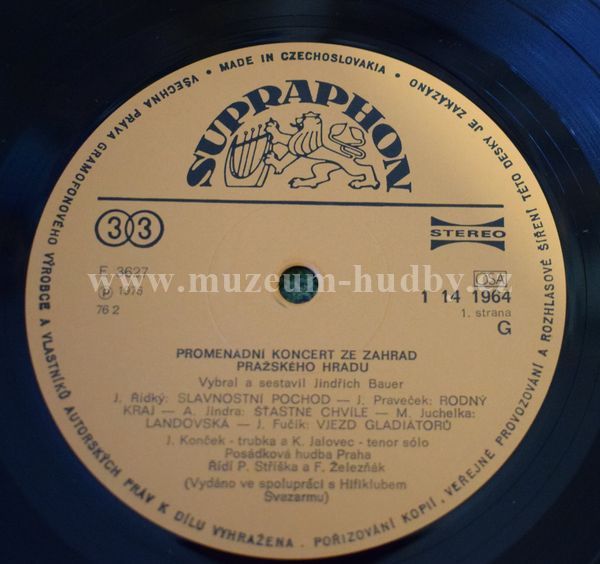 VŠECHNA PRÁVA GRAMOFONOVÉHO VÝROBCE A VLASTNÍKŮ AUTORSKÝCH PRÁV K DÍLU VYHRAŽENA. POŘIZOVÁNÍ KOPIÍ, VEŘEJNÉ PROVOZOVÁNÍ A ROZHLASOVÉ ŠÍŘENÍ TÉTO DESKY JE ZAKÁZÁNO
• MADE IN CZECHOSLOVAKIA •
SUPRAPHON
33
STEREO
F 3627
OSA
www.muzeum-hudby.cz
℗ 1976
1 14 1964
76 2
1. strana
G
PROMENÁDNÍ KONCERT ZE ZAHRAD
PRAŽSKÉHO HRADU
Vybral a sestavil Jindřich Bauer
J. Řídký: SLAVNOSTNÍ POCHOD — J. Praveček: RODNÝ
KRAJ — A. Jindra: ŠŤASTNÉ CHVÍLE — M. Juchelka:
LANDOVSKÁ — J. Fučík: VJEZD GLADIÁTORŮ
J. Konček - trubka a K. Jalovec - tenor sólo
Posádková hudba Praha
Řídí P. Stříška a F. Železňák
(Vydáno ve spolupráci s Hifiklubem
Svazarmu)